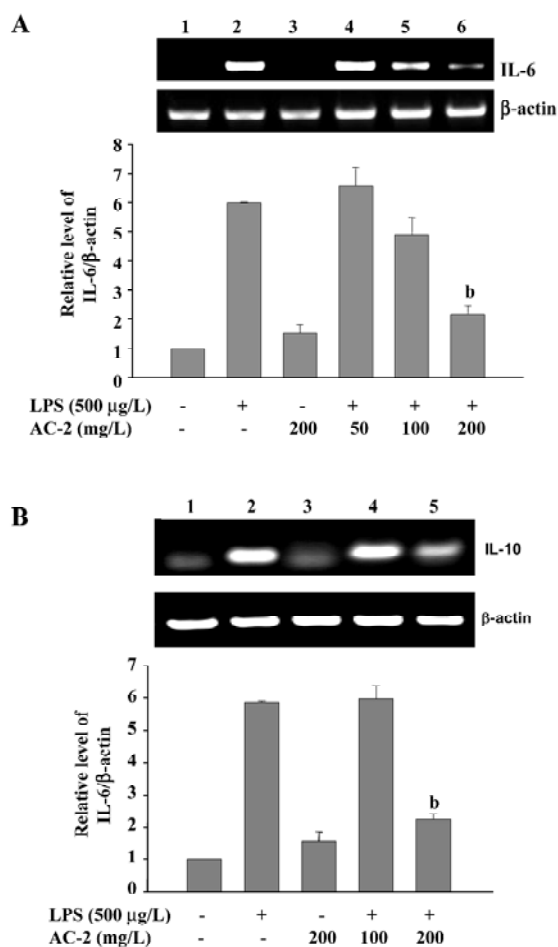 A
1 2 3 4 5 6
IL-6
β-actin
Relative level of
IL-6/β-actin
8
7
6
5
4
3
2
1
0
b
LPS (500 μg/L) - + - + + +
AC-2 (mg/L) - - 200 50 100 200
B
1 2 3 4 5
IL-10
β-actin
Relative level of
IL-6/β-actin
7
6
5
4
3
2
1
0
b
LPS (500 μg/L) - + - + +
AC-2 (mg/L) - - 200 100 200